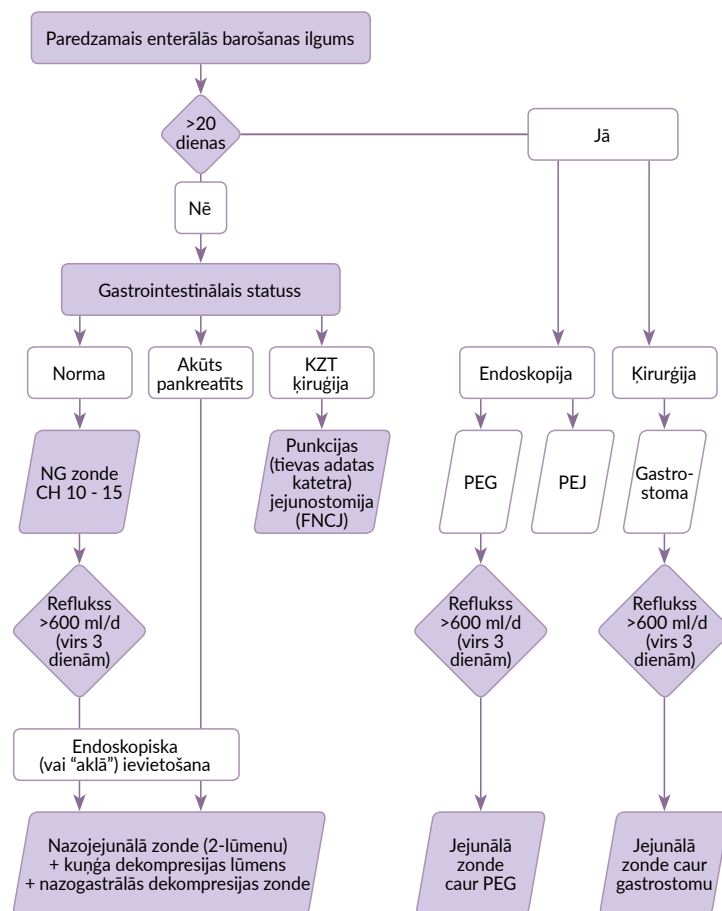 Paredzamais enterālās barošanas ilgums
>20
dienas
Jā
Nē
Gastrointestinālais statuss
Norma
Akūts
pankreatīts
KZT
ķiruģija
Endoskopija
Ķirurģija
NG zonde
CH 10 - 15
Punkcijas
(tievas adatas
katetra)
jejunostomija
(FNCJ)
PEG
PEJ
Gastro-
stoma
Reflukss
>600 ml/d
(virs 3
dienām)
Reflukss
>600 ml/d
(virs 3
dienām)
Reflukss
>600 ml/d
(virs 3
dienām)
Endoskopiska
(vai “aklā”) ievietošana
Nazojejunālā zonde (2-lūmenu)
+ kuņģa dekompresijas lūmens
+ nazogastrālās dekompresijas zonde
Jejunālā
zonde
caur PEG
Jejunālā
zonde caur
gastrostomu